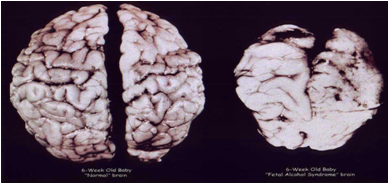 6-Week Old Baby
"Normal" brain
6-Week Old Baby
"Fetal Alcohol Syndrome" brain